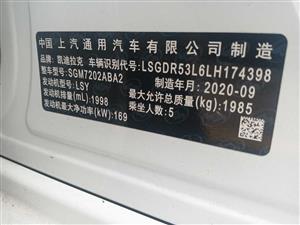 中国 上汽通用汽车有限公司 制造
品牌: 凯迪拉克 车辆识别代号: LSGDR53L6LH174398
整车型号: SGM7202ABA2 制造年月: 2020-09
发动机型号: LSY 最大允许总质量(kg): 1985
发动机排量(mL): 1998 乘坐人数: 5
发动机最大净功率(kW): 169